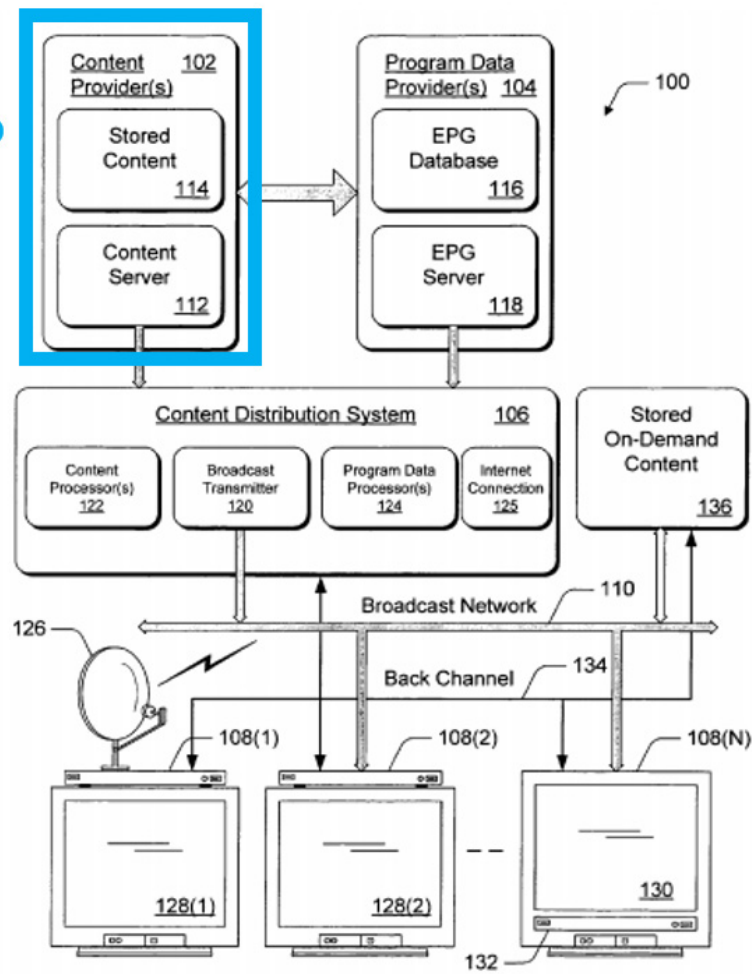 Content 102
Provider(s)
Stored
Content
114
Content
Server
112
Program Data
Provider(s) 104
EPG
Database
116
EPG
Server
118
100
Content Distribution System 106
Content
Processor(s)
122
Broadcast
Transmitter
120
Program Data
Processor(s)
124
Internet
Connection
125
Stored
On-Demand
Content
136
110
Broadcast Network
126
134
Back Channel
108(1)
108(2)
108(N)
128(1)
128(2)
130
132